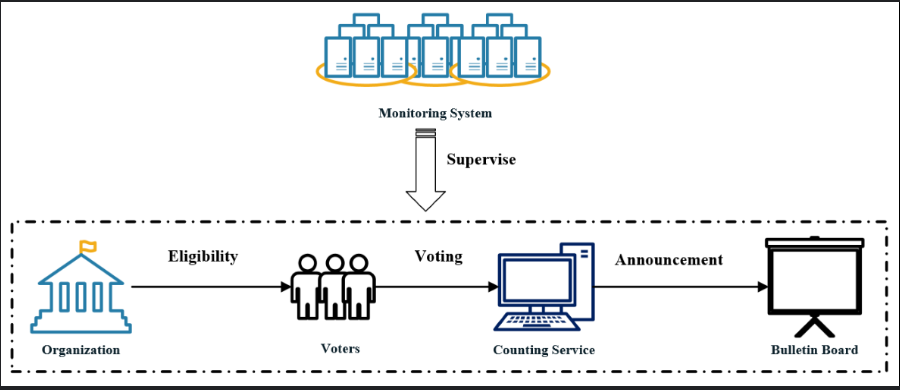 Monitoring System
Supervise
Eligibility
Voting
Announcement
Organization
Voters
Counting Service
Bulletin Board